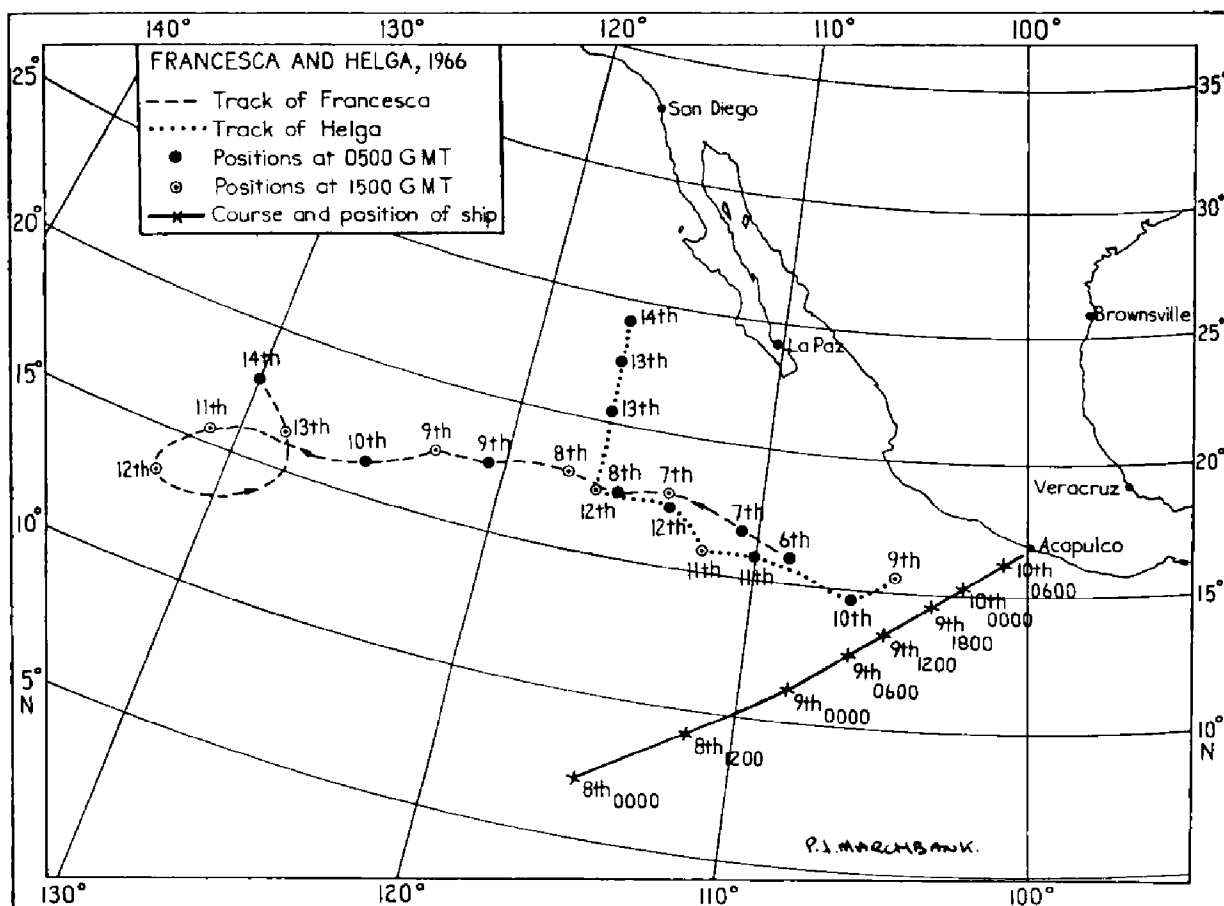 140°
130°
120°
110°
100°
FRANCESCA AND HELGA, 1966
Track of Francesca
Track of Helga
Positions at 0500 GMT
Positions at 1500 GMT
Course and position of ship
25°
20°
15°
10°
5°
N
35°
30°
25°
20°
15°
10°
N
San Diego
La Paz
Brownsville
Veracruz
Acapulco
14th
13th
13th
14th
11th
13th
12th
10th
9th
9th
8th
8th
7th
12th
12th
7th
6th
11th
11th
9th
10th
10th 0600
10th 0000
9th 1800
9th 1200
9th 0600
9th 0000
8th 1200
8th 0000
P.J. MARCHBANK.
130°
120°
110°
100°